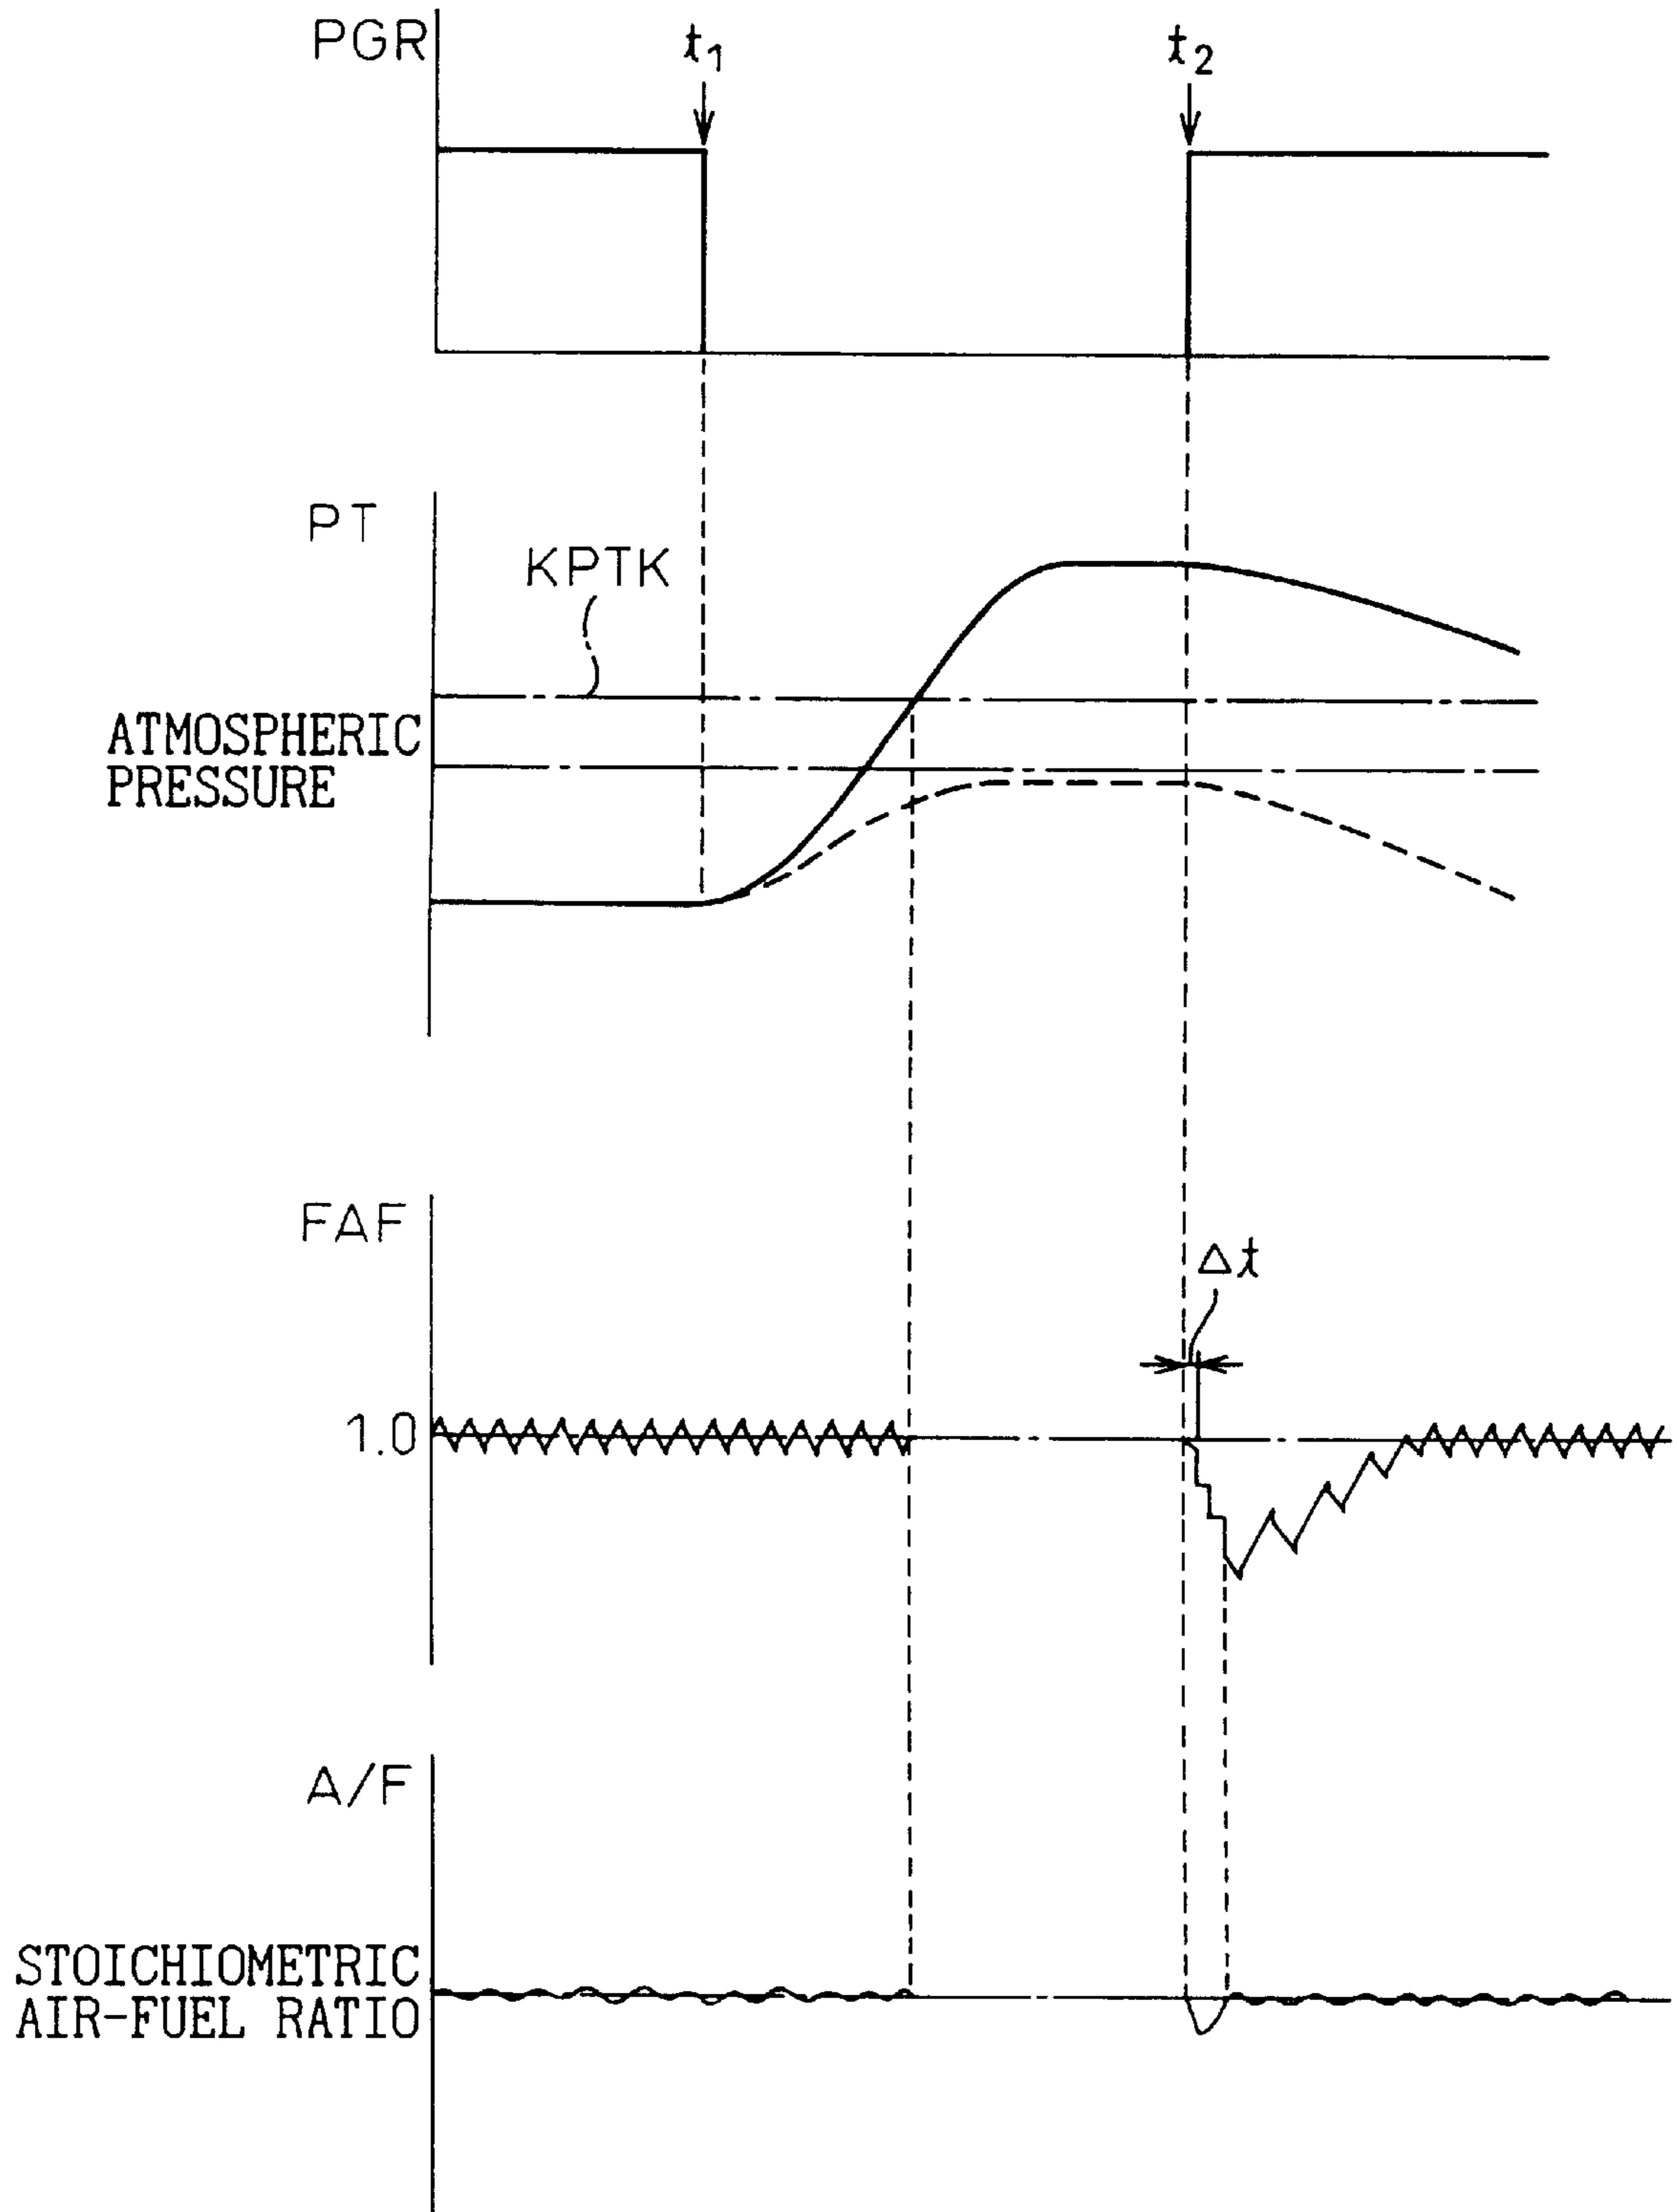 PGR
t₁
t₂
PT
KPTK
ATMOSPHERIC
PRESSURE
FAF
Δt
1.0
A/F
STOICHIOMETRIC
AIR-FUEL RATIO